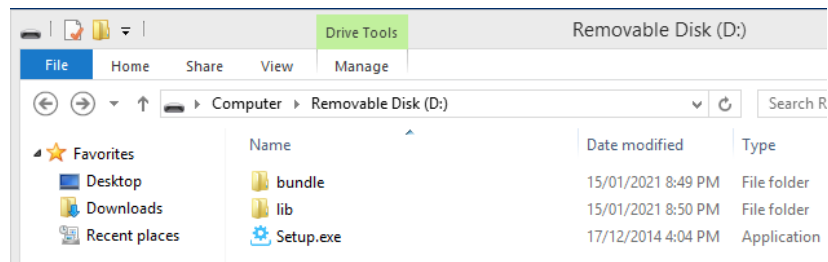 Drive Tools Removable Disk (D:)
File Home Share View Manage
Computer Removable Disk (D:) Search R
Favorites Name Date modified Type
Desktop bundle 15/01/2021 8:49 PM File folder
Downloads lib 15/01/2021 8:50 PM File folder
Recent places Setup.exe 17/12/2014 4:04 PM Application